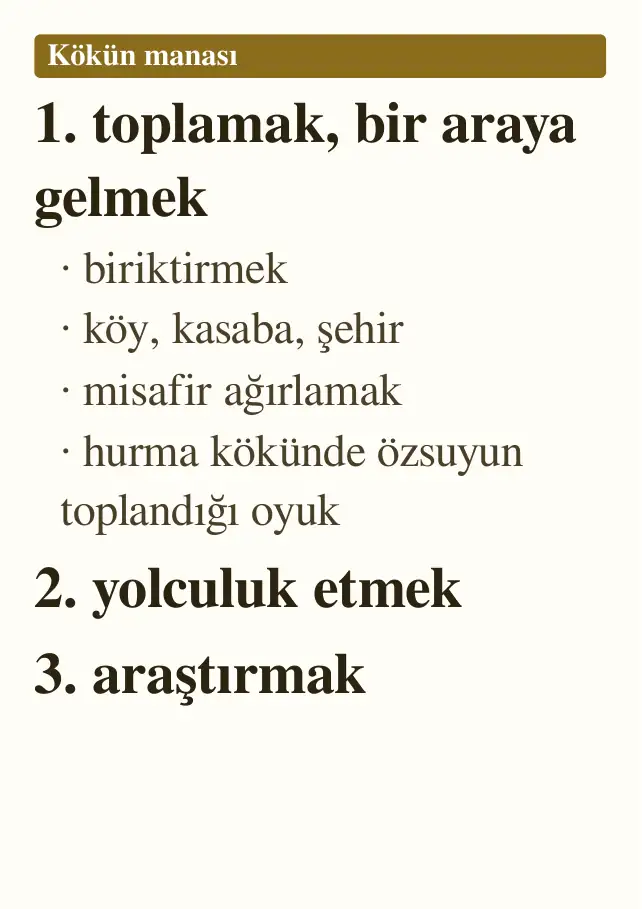 Kökün manası
1. toplamak, bir araya
gelmek
· biriktirmek
· köy, kasaba, şehir
· misafir ağırlamak
· hurma kökünde özsuyun
toplandığı oyuk
2. yolculuk etmek
3. araştırmak